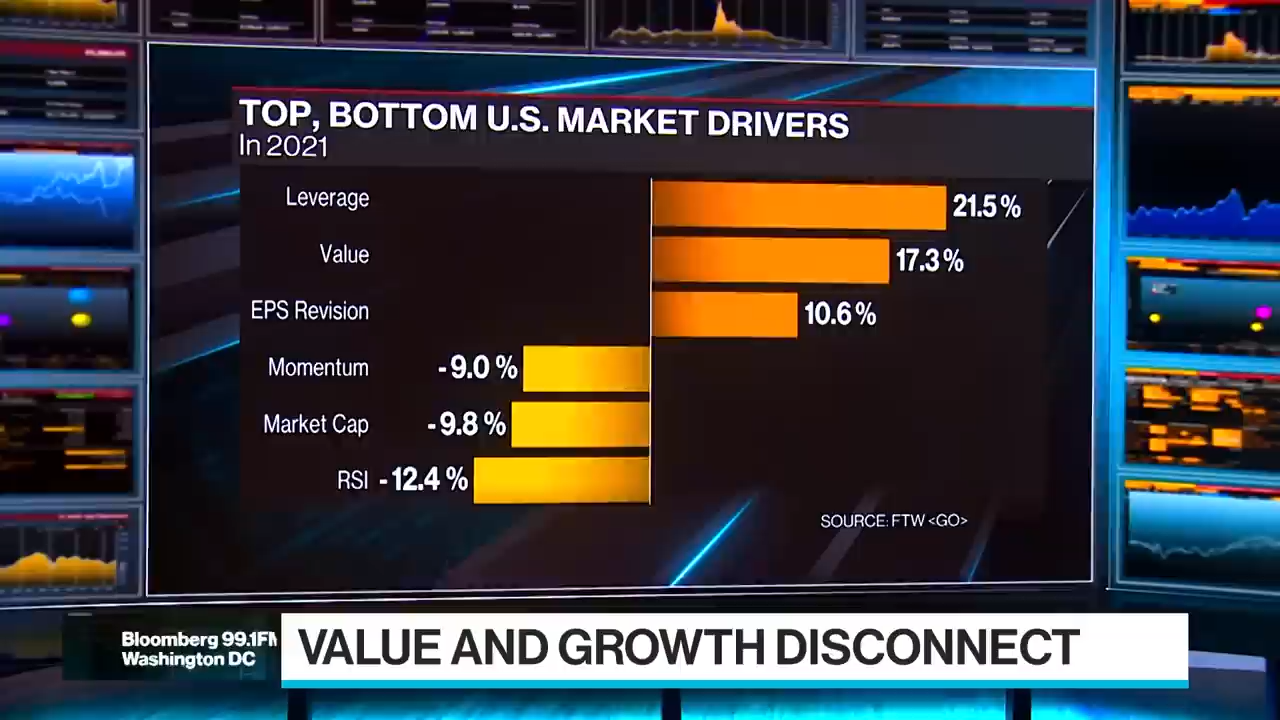 TOP, BOTTOM U.S. MARKET DRIVERS
In 2021
Leverage 21.5%
Value 17.3%
EPS Revision 10.6%
Momentum -9.0%
Market Cap -9.8%
RSI -12.4%
SOURCE: FTW <GO>
Bloomberg 99.1FM
Washington DC
VALUE AND GROWTH DISCONNECT